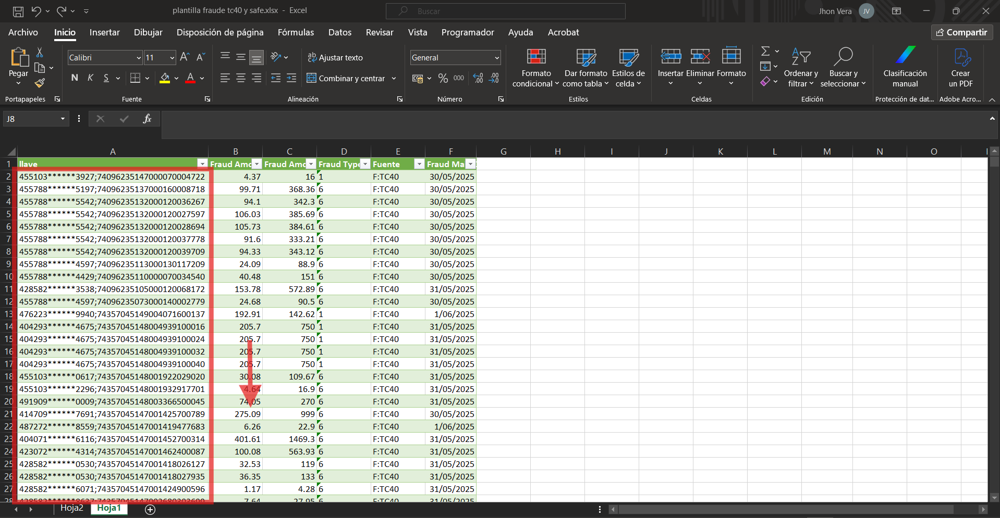 plantilla fraude tc40 y safe.xlsx - Excel
Buscar
Jhon Vera JV
Archivo Inicio Insertar Dibujar Disposición de página Fórmulas Datos Revisar Vista Programador Ayuda Acrobat Compartir
Pegar
Portapapeles
Calibri 11
N K S
Fuente
Ajustar texto
Combinar y centrar
Alineación
General
% 000
Número
Formato condicional
Dar formato como tabla
Estilos de celda
Estilos
Insertar Eliminar Formato
Celdas
Ordenar y filtrar
Buscar y seleccionar
Edición
Clasificación manual
Protección de dat...
Crear un PDF
Adobe Acro...
J8 fx
A B C D E F G H I J K L M N O
1 llave Fraud Amo Fraud Amo Fraud Type Fuente Fraud Ma
2 455103******3927;74096235147000070004722 4.37 16 1 F:TC40 30/05/2025
3 455788******5197;74096235137000160008718 99.71 368.36 6 F:TC40 30/05/2025
4 455788******5542;74096235132000120036267 94.1 342.3 6 F:TC40 30/05/2025
5 455788******5542;74096235132000120027597 106.03 385.69 6 F:TC40 30/05/2025
6 455788******5542;74096235132000120028694 105.73 384.61 6 F:TC40 30/05/2025
7 455788******5542;74096235132000120037778 91.6 333.21 6 F:TC40 30/05/2025
8 455788******5542;74096235132000120039709 94.33 343.12 6 F:TC40 30/05/2025
9 455788******4597;74096235113000130117209 24.09 88.9 6 F:TC40 30/05/2025
10 455788******4429;74096235110000070034540 40.48 151 6 F:TC40 30/05/2025
11 428582******3538;74096235105000120068172 153.78 572.89 6 F:TC40 31/05/2025
12 455788******4597;74096235073000140002779 24.68 90.5 6 F:TC40 30/05/2025
13 476223******9940;74357045149004071600137 192.91 142.62 1 F:TC40 1/06/2025
14 404293******4675;74357045148004939100016 205.7 750 1 F:TC40 31/05/2025
15 404293******4675;74357045148004939100024 205.7 750 1 F:TC40 31/05/2025
16 404293******4675;74357045148004939100032 205.7 750 1 F:TC40 31/05/2025
17 404293******4675;74357045148004939100040 205.7 750 1 F:TC40 31/05/2025
18 455103******0617;74357045148001922029020 30.08 109.67 6 F:TC40 31/05/2025
19 455103******2296;74357045148001932917701 4.64 16.9 6 F:TC40 31/05/2025
20 491909******0009;74357045148003366500045 74.05 270 6 F:TC40 31/05/2025
21 414709******7691;74357045147001425700789 275.09 999 6 F:TC40 30/05/2025
22 487272******8559;74357045147001419477683 6.26 22.9 6 F:TC40 1/06/2025
23 404071******6116;74357045147001452700314 401.61 1469.3 6 F:TC40 31/05/2025
24 423072******4314;74357045147001462400087 100.08 563.93 6 F:TC40 31/05/2025
25 428582******0530;74357045147001418026127 32.53 119 6 F:TC40 31/05/2025
26 428582******0530;74357045147001418027935 36.35 133 6 F:TC40 31/05/2025
27 428582******6071;74357045147001424900596 1.17 4.28 6 F:TC40 31/05/2025
28 428582******8637;74357045147002680303699 7.64 27.95 6 F:TC40 31/05/2025
Hoja2 Hoja1